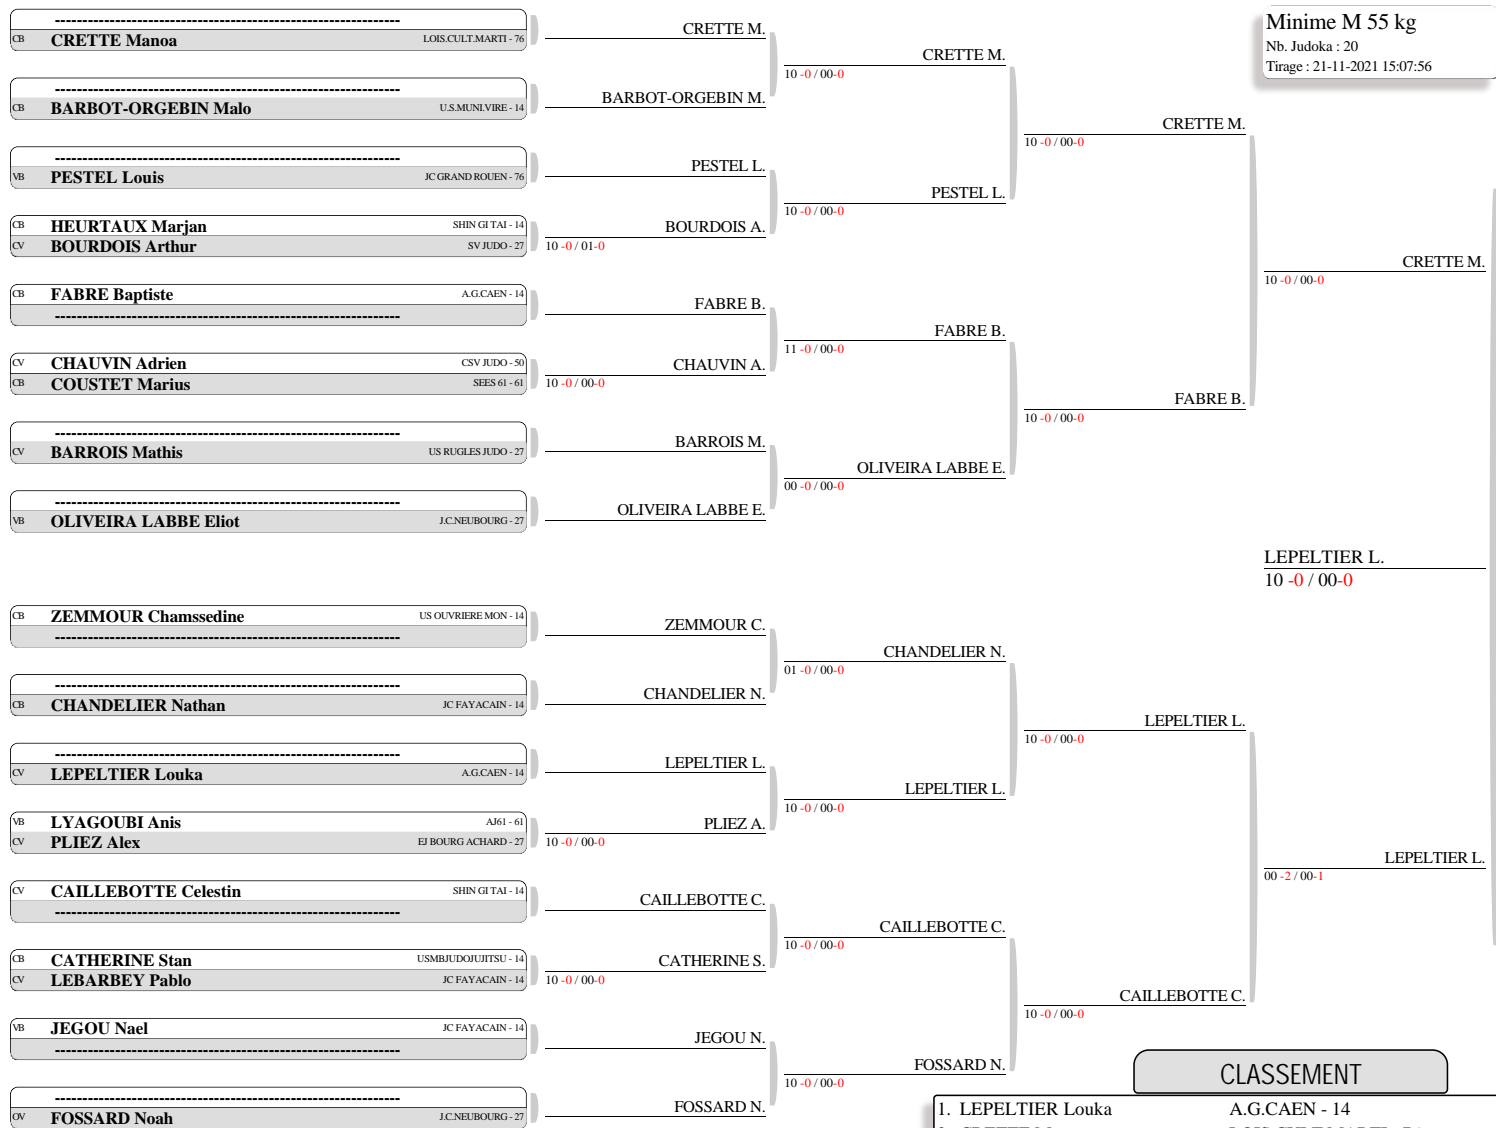 Minime M 55 kg
Nb. Judoka : 20
Tirage : 21-11-2021 15:07:56
----------------------------------------------------------------
CB CRETTE Manoa LOIS.CULT.MARTI - 76
----------------------------------------------------------------
CB BARBOT-ORGEBIN Malo U.S.MUNI.VIRE - 14
----------------------------------------------------------------
VB PESTEL Louis JC GRAND ROUEN - 76
CB HEURTAUX Marjan SHIN GI TAI - 14
CV BOURDOIS Arthur SV JUDO - 27
CB FABRE Baptiste A.G.CAEN - 14
----------------------------------------------------------------
CV CHAUVIN Adrien CSV JUDO - 50
CB COUSTET Marius SEES 61 - 61
----------------------------------------------------------------
CV BARROIS Mathis US RUGLES JUDO - 27
----------------------------------------------------------------
VB OLIVEIRA LABBE Eliot J.C.NEUBOURG - 27
CB ZEMMOUR Chamssedine US OUVRIERE MON - 14
----------------------------------------------------------------
----------------------------------------------------------------
CB CHANDELIER Nathan JC FAYACAIN - 14
----------------------------------------------------------------
CV LEPELTIER Louka A.G.CAEN - 14
VB LYAGOUBI Anis AJ61 - 61
CV PLIEZ Alex EJ BOURG ACHARD - 27
CV CAILLEBOTTE Celestin SHIN GI TAI - 14
----------------------------------------------------------------
CB CATHERINE Stan USMBJUDOJUJITSU - 14
CV LEBARBEY Pablo JC FAYACAIN - 14
VB JEGOU Nael JC FAYACAIN - 14
----------------------------------------------------------------
----------------------------------------------------------------
OV FOSSARD Noah J.C.NEUBOURG - 27
CRETTE M.
BARBOT-ORGEBIN M.
PESTEL L.
BOURDOIS A.
10 -0 / 01-0
FABRE B.
CHAUVIN A.
10 -0 / 00-0
BARROIS M.
OLIVEIRA LABBE E.
ZEMMOUR C.
CHANDELIER N.
LEPELTIER L.
PLIEZ A.
10 -0 / 00-0
CAILLEBOTTE C.
CATHERINE S.
10 -0 / 00-0
JEGOU N.
FOSSARD N.
CRETTE M.
10 -0 / 00-0
PESTEL L.
10 -0 / 00-0
FABRE B.
11 -0 / 00-0
OLIVEIRA LABBE E.
00 -0 / 00-0
CHANDELIER N.
01 -0 / 00-0
LEPELTIER L.
10 -0 / 00-0
CAILLEBOTTE C.
10 -0 / 00-0
FOSSARD N.
10 -0 / 00-0
CRETTE M.
10 -0 / 00-0
FABRE B.
10 -0 / 00-0
LEPELTIER L.
10 -0 / 00-0
CAILLEBOTTE C.
10 -0 / 00-0
CRETTE M.
10 -0 / 00-0
LEPELTIER L.
00 -2 / 00-1
LEPELTIER L.
10 -0 / 00-0
CLASSEMENT
1. LEPELTIER Louka A.G.CAEN - 14